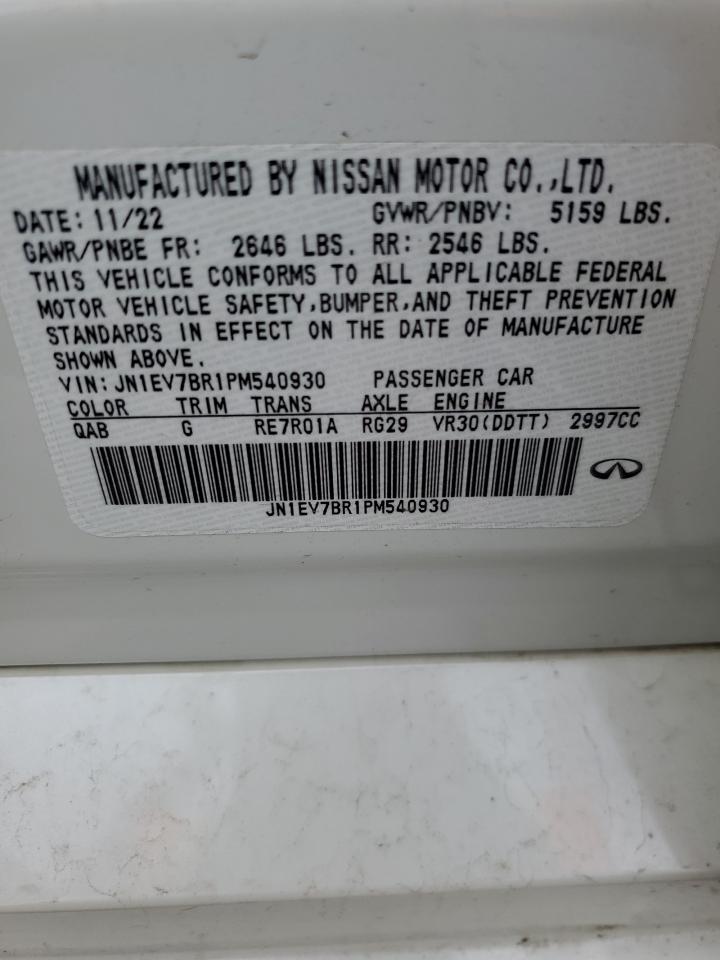 MANUFACTURED BY NISSAN MOTOR CO.,LTD.
DATE: 11/22 GVWR/PNBV: 5159 LBS.
GAWR/PNBE FR: 2646 LBS. RR: 2546 LBS.
THIS VEHICLE CONFORMS TO ALL APPLICABLE FEDERAL
MOTOR VEHICLE SAFETY,BUMPER,AND THEFT PREVENTION
STANDARDS IN EFFECT ON THE DATE OF MANUFACTURE
SHOWN ABOVE.
VIN:JN1EV7BR1PM540930 PASSENGER CAR
COLOR TRIM TRANS AXLE ENGINE
QAB G RE7R01A RG29 VR30(DDTT) 2997CC
JN1EV7BR1PM540930